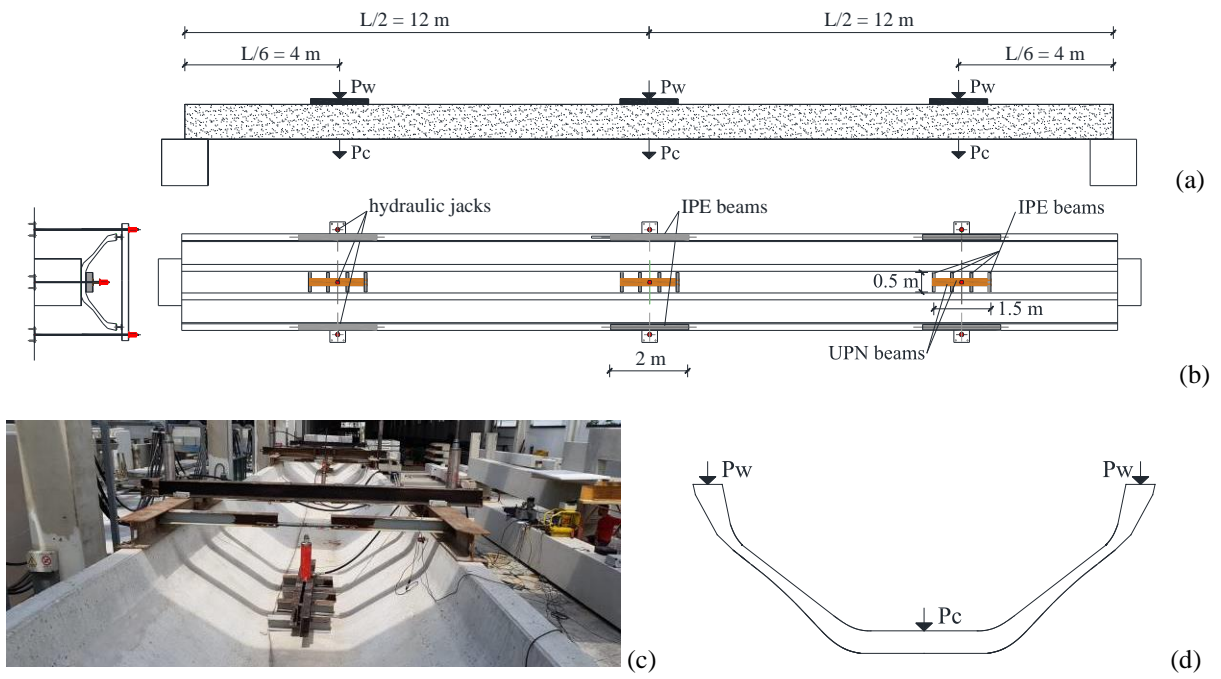 L/2 = 12 m
L/2 = 12 m
L/6 = 4 m
L/6 = 4 m
Pw
Pw
Pw
Pc
Pc
Pc
(a)
hydraulic jacks
IPE beams
IPE beams
0.5 m
1.5 m
UPN beams
2 m
(b)
(c)
Pw
Pw
Pc
(d)